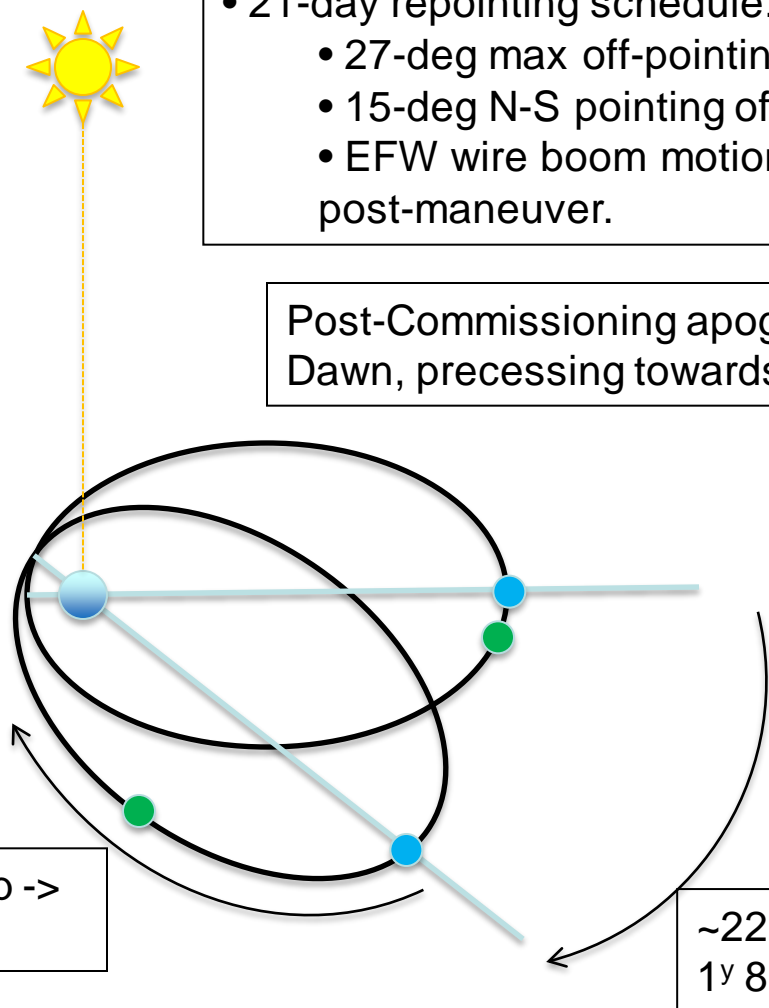 • 21-day repointing schedule.
• 27-deg max off-pointin
• 15-deg N-S pointing of
• EFW wire boom motion
post-maneuver.
Post-Commissioning apog
Dawn, precessing towards
o ->
~22
1ʸ 8